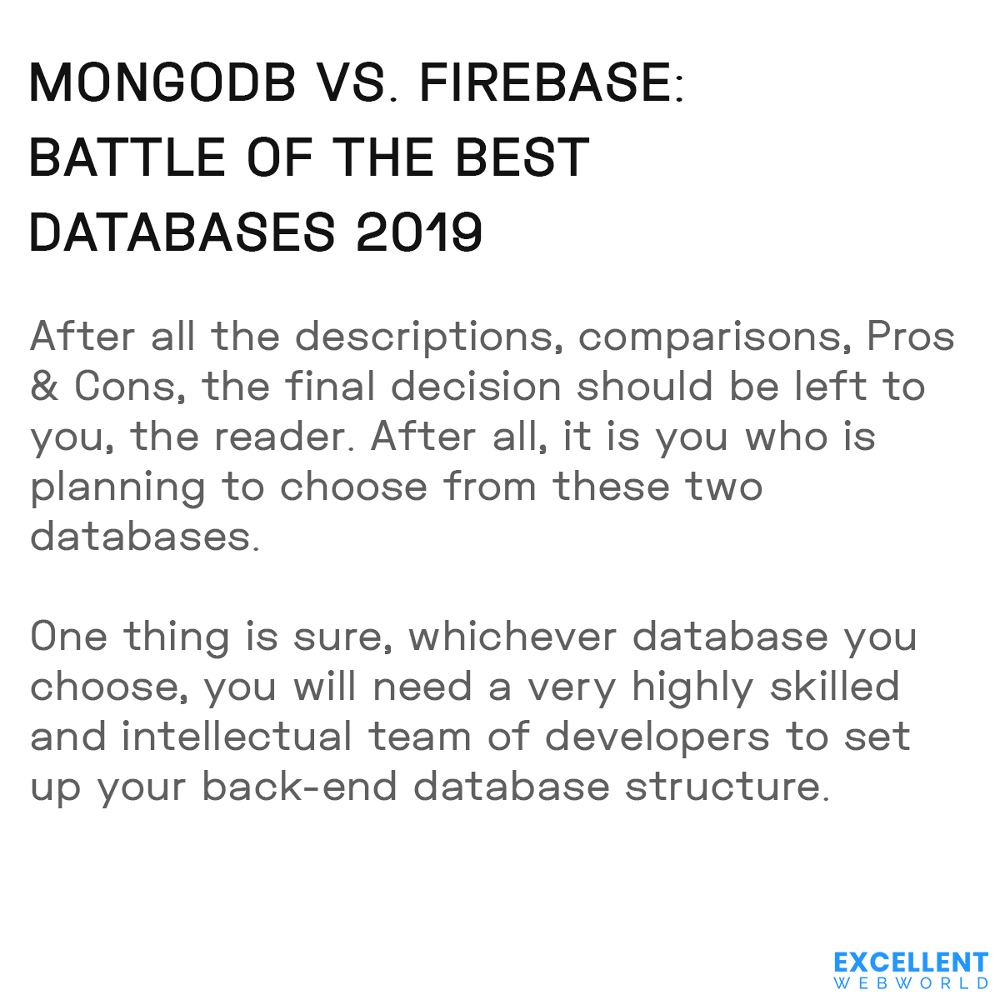 MONGODB VS. FIREBASE:
BATTLE OF THE BEST
DATABASES 2019
After all the descriptions, comparisons, Pros
& Cons, the final decision should be left to
you, the reader. After all, it is you who is
planning to choose from these two
databases.
One thing is sure, whichever database you
choose, you will need a very highly skilled
and intellectual team of developers to set
up your back-end database structure.
EXCELLENT
WEBWORLD